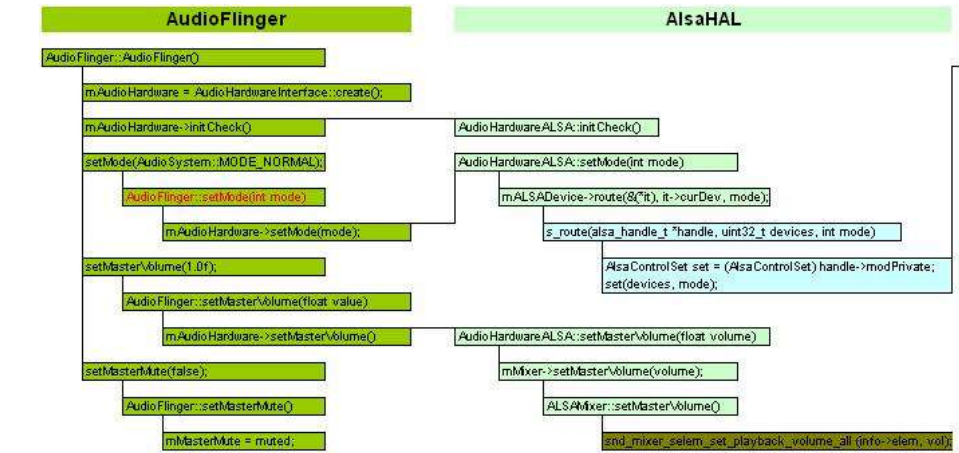 AudioFlinger
AlsaHAL
AudioFlinger::AudioFlinger()
mAudioHardware = AudioHardwareInterface::create();
mAudioHardware->initCheck()
AudioHardwareALSA::initCheck()
setMode(AudioSystem::MODE_NORMAL);
AudioHardwareALSA::setMode(int mode)
AudioFlinger::setMode(int mode)
mALSADevice->route(&(*it), it->curDev, mode);
mAudioHardware->setMode(mode);
s_route(alsa_handle_t *handle, uint32_t devices, int mode)
setMasterVolume(1.0f);
AlsaControlSet set = (AlsaControlSet) handle->modPrivate;
set(devices, mode);
AudioFlinger::setMasterVolume(float value)
mAudioHardware->setMasterVolume()
AudioHardwareALSA::setMasterVolume(float volume)
setMasterMute(false);
mMixer->setMasterVolume(volume);
AudioFlinger::setMasterMute()
ALSAMixer::setMasterVolume()
mMasterMute = muted;
snd_mixer_selem_set_playback_volume_all (info->elem, vol);